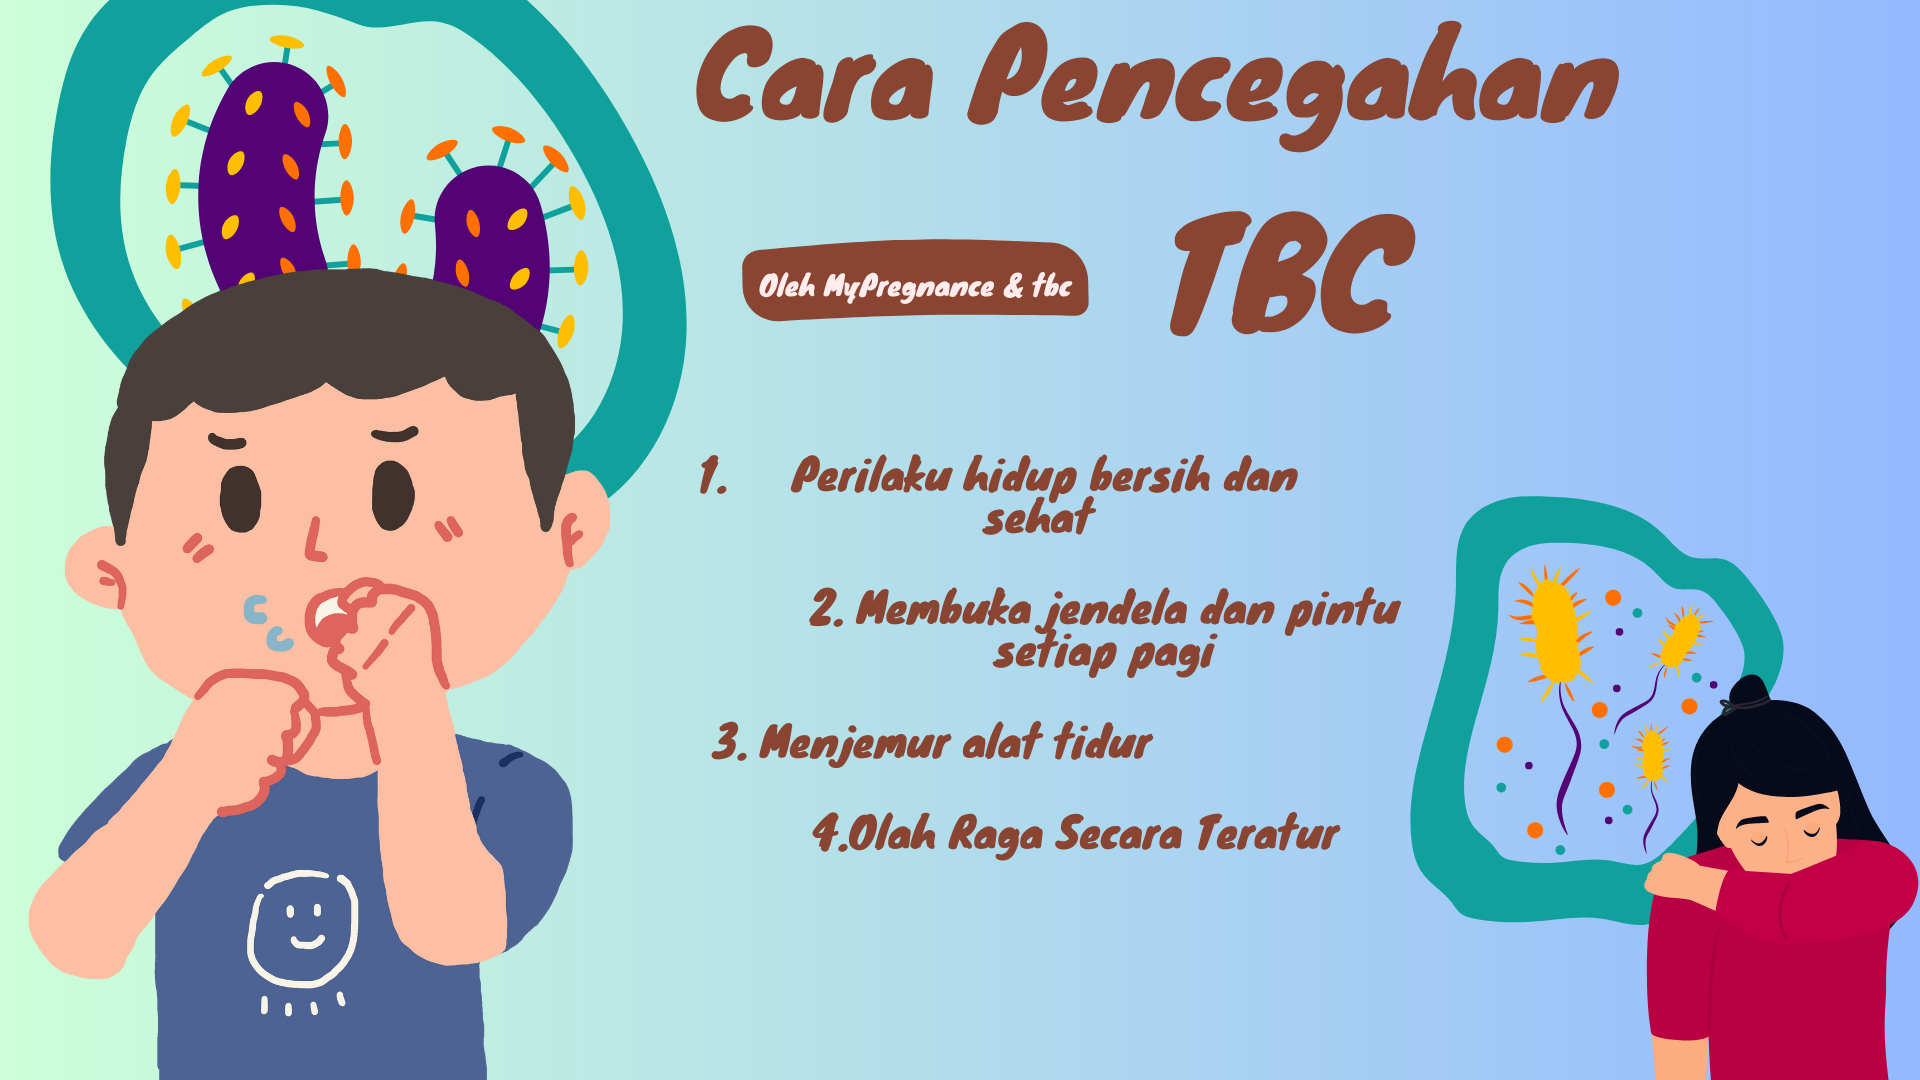 Cara Pencegahan
TBC
Oleh MyPregnance & tbc
1. Perilaku hidup bersih dan
sehat
2. Membuka jendela dan pintu
setiap pagi
3. Menjemur alat tidur
4.Olah Raga Secara Teratur